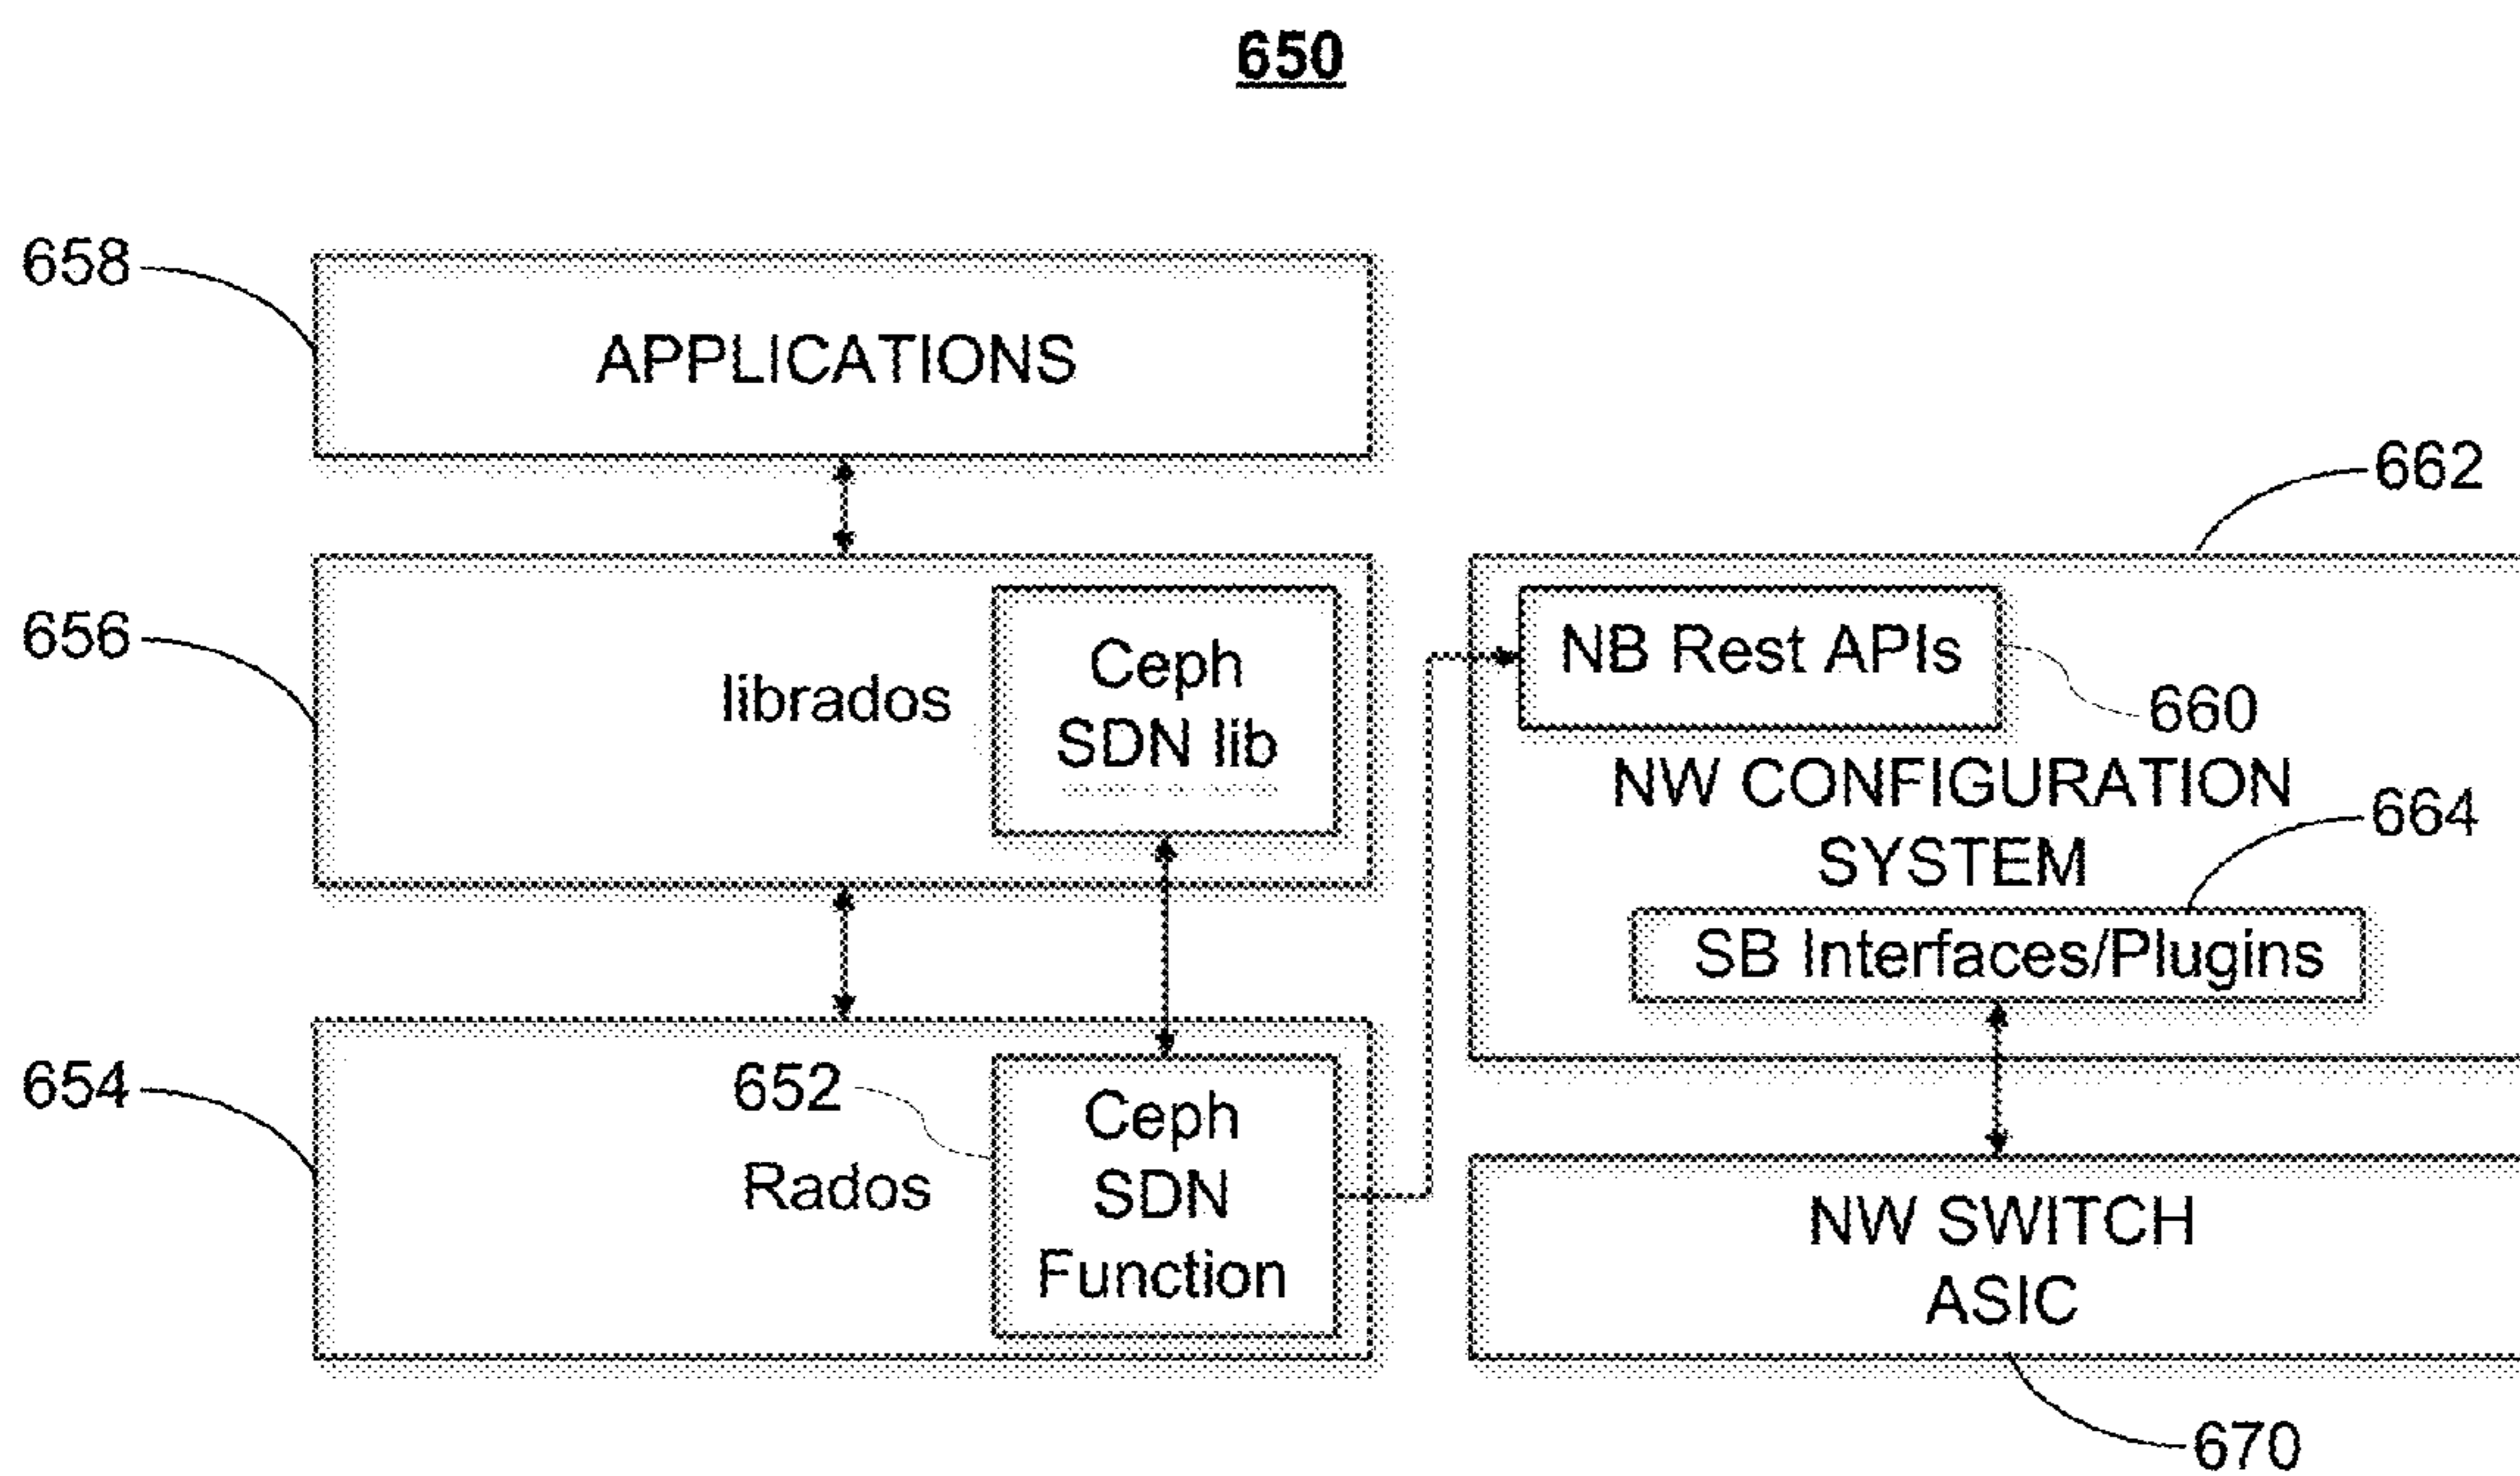 650
658
APPLICATIONS
662
656
librados
Ceph
SDN lib
NB Rest APIs
660
NW CONFIGURATION
SYSTEM
664
SB Interfaces/Plugins
654
652
Rados
Ceph
SDN
Function
NW SWITCH
ASIC
670